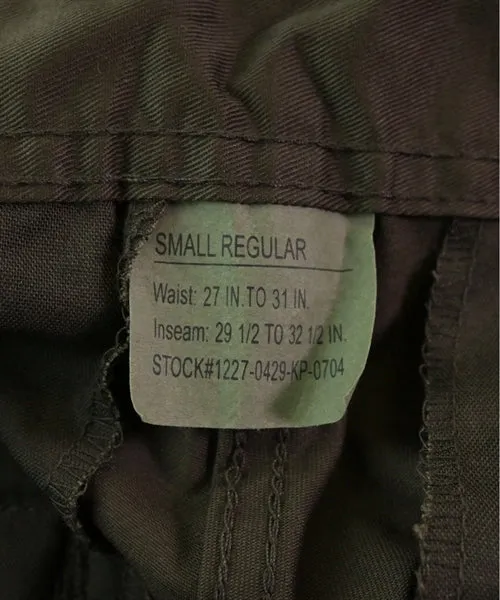 SMALL REGULAR
Waist: 27 IN.TO 31 IN.
Inseam: 29 1/2 TO 32 1/2 IN.
STOCK#1227-0429-KP-0704